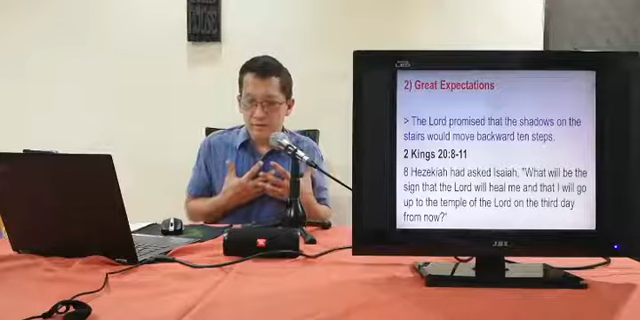 2) Great Expectations
> The Lord promised that the shadows on the
stairs would move backward ten steps.
2 Kings 20:8-11
8 Hezekiah had asked Isaiah, "What will be the
sign that the Lord will heal me and that I will go
up to the temple of the Lord on the third day
from now?"